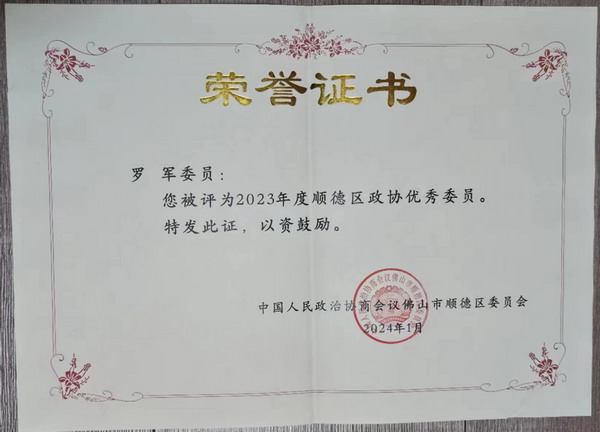 荣誉证书
罗 军委员:
您被评为2023年度顺德区政协优秀委员。
特发此证,以资鼓励。
中国人民政治协商会议佛山市顺德区委员会
2024年1月